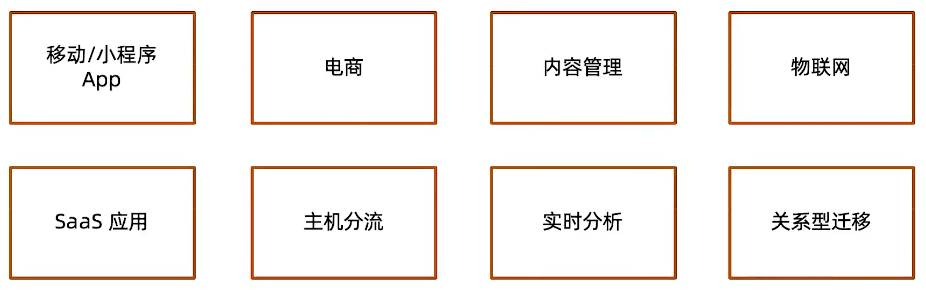 移动/小程序
App
电商
内容管理
物联网
SaaS 应用
主机分流
实时分析
关系型迁移